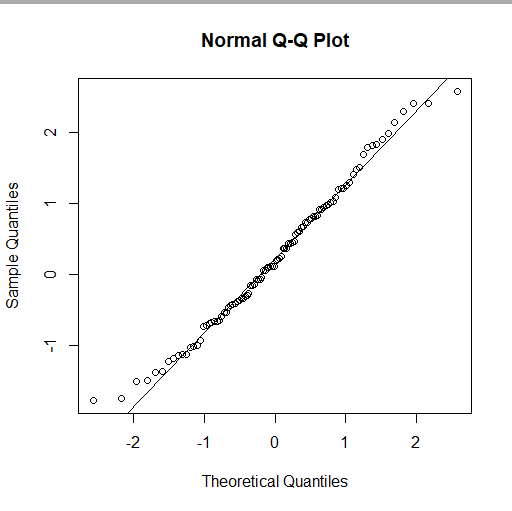 Normal Q-Q Plot
Sample Quantiles
2
1
0
-1
-2 -1 0 1 2
Theoretical Quantiles